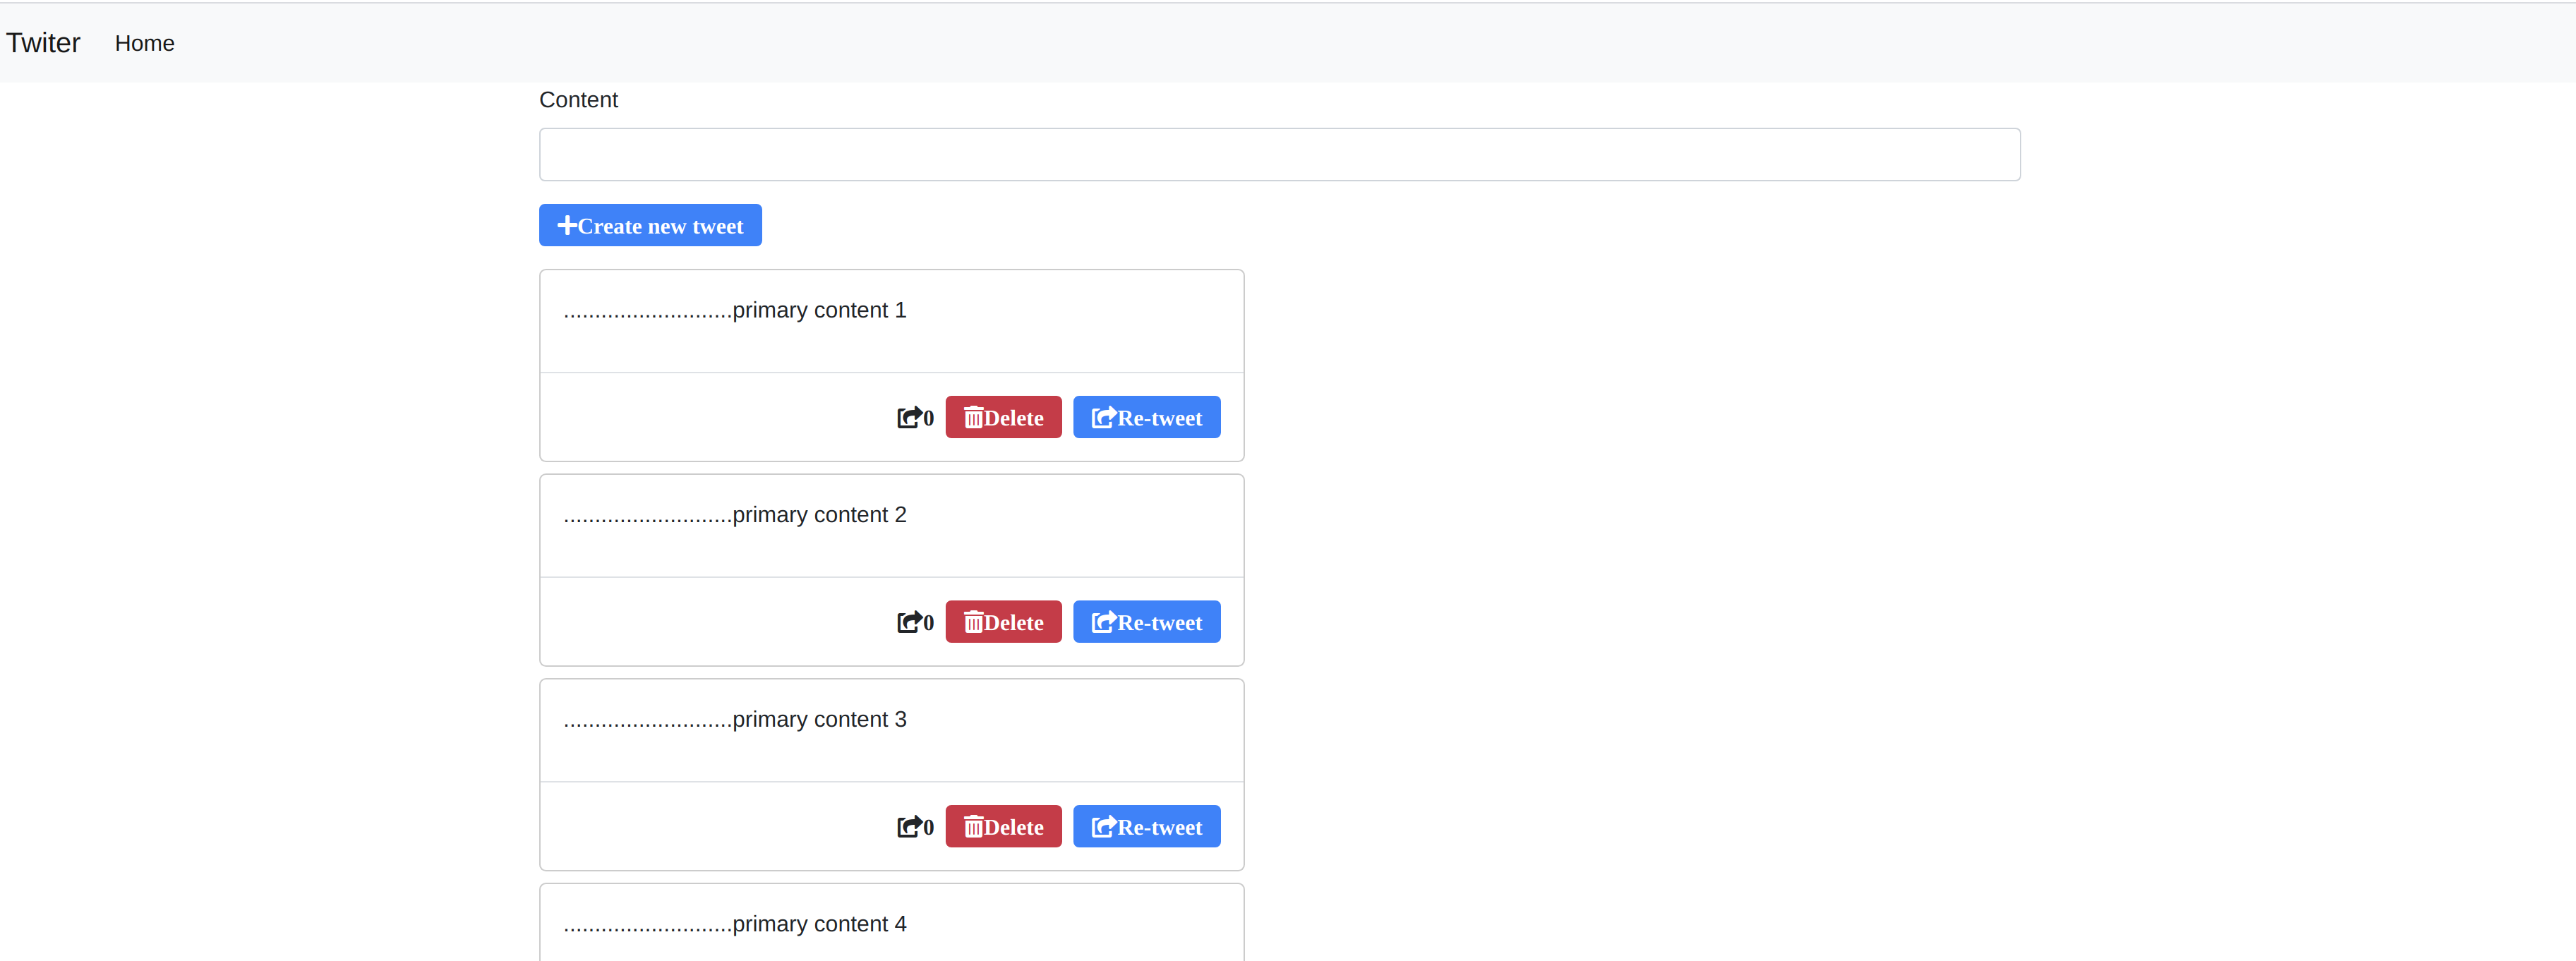 Twiter Home
Content
Create new tweet
...........................primary content 1
0 Delete Re-tweet
...........................primary content 2
0 Delete Re-tweet
...........................primary content 3
0 Delete Re-tweet
...........................primary content 4